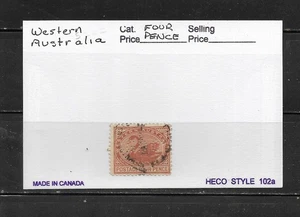 Western Cat. FOUR Selling
Australia Price PENCE Price
MADE IN CANADA HECO STYLE 102a